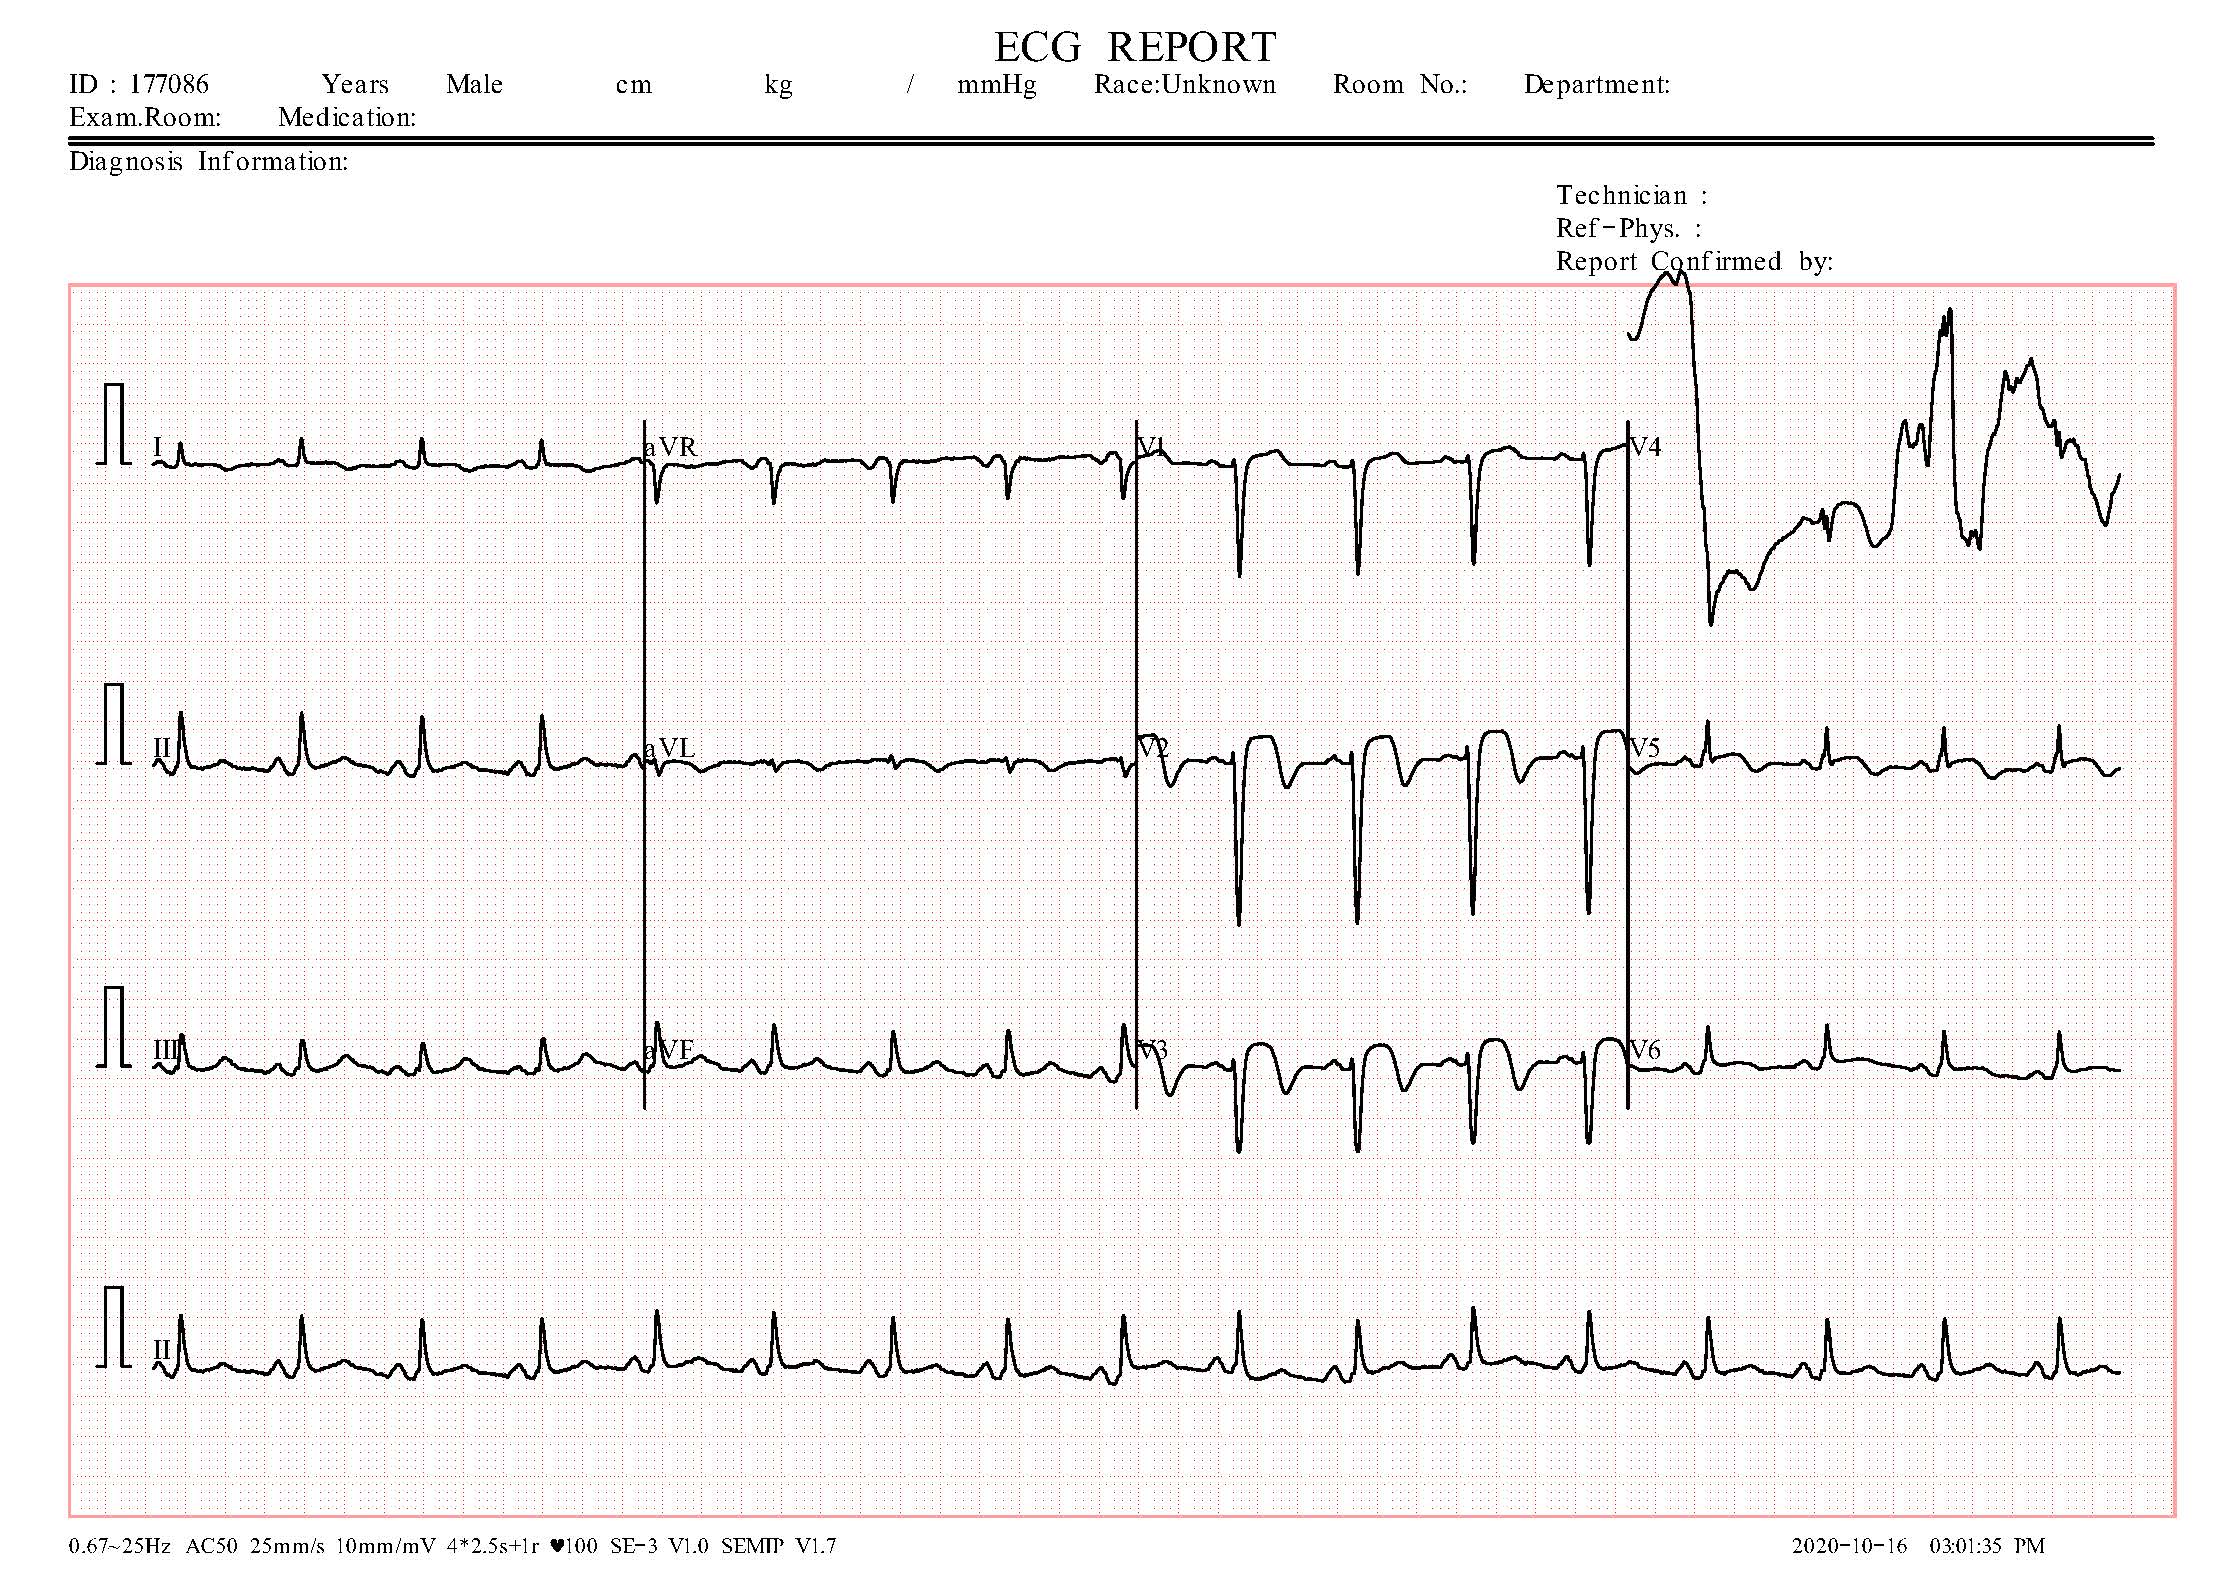 ECG REPORT
ID : 177086 Years Male cm kg / mmHg Race:Unknown Room No.: Department:
Exam.Room: Medication:
Diagnosis Information:
Technician :
Ref-Phys. :
Report Confirmed by:
I aVR V1 V4
II aVL V2 V5
III aVF V3 V6
II
0.67~25Hz AC50 25mm/s 10mm/mV 4*2.5s+1r ♥100 SE-3 V1.0 SEMIP V1.7 2020-10-16 03:01:35 PM